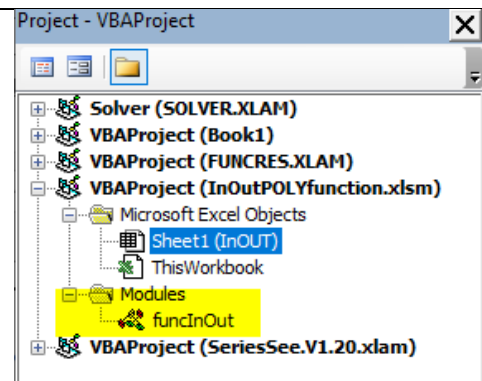 Project - VBAProject
Solver (SOLVER.XLAM)
VBAProject (Book1)
VBAProject (FUNCRES.XLAM)
VBAProject (InOutPOLYfunction.xlsm)
Microsoft Excel Objects
Sheet1 (InOUT)
ThisWorkbook
Modules
funcInOut
VBAProject (SeriesSee.V1.20.xlam)